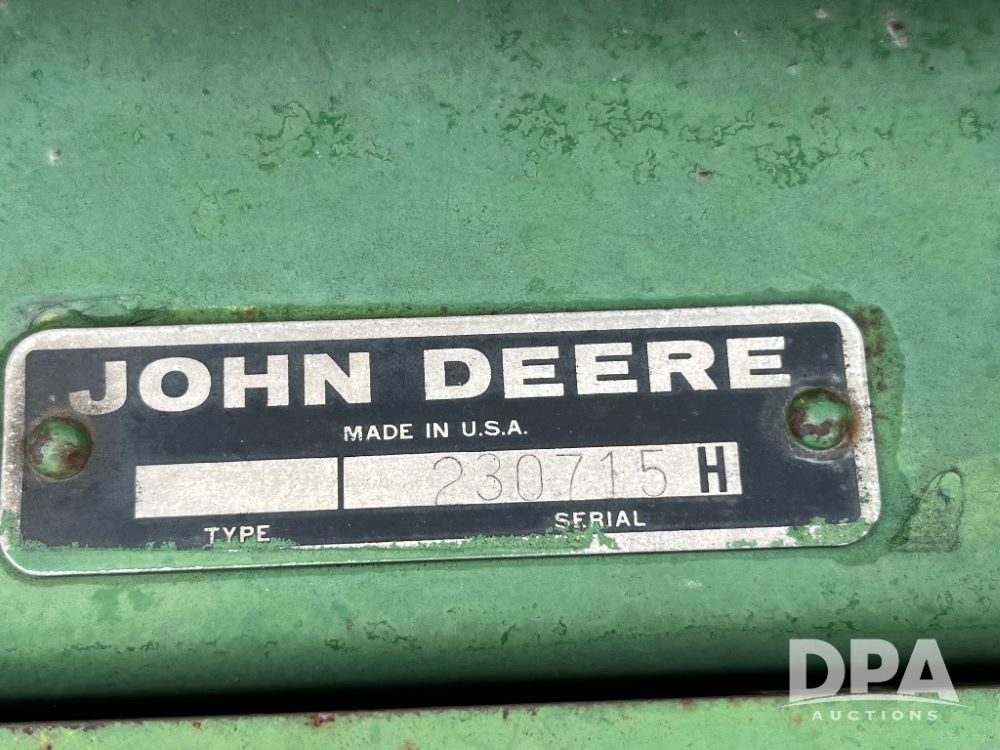 JOHN DEERE
MADE IN U.S.A.
230715 H
TYPE SERIAL
DPA
AUCTIONS